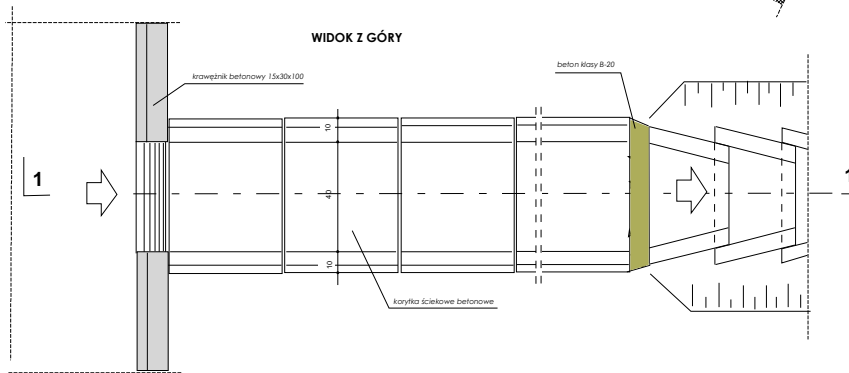 WIDOK Z GÓRY
krawężnik betonowy 15x30x100
beton klasy B-20
10
1
1
40
10
korytka ściekowe betonowe